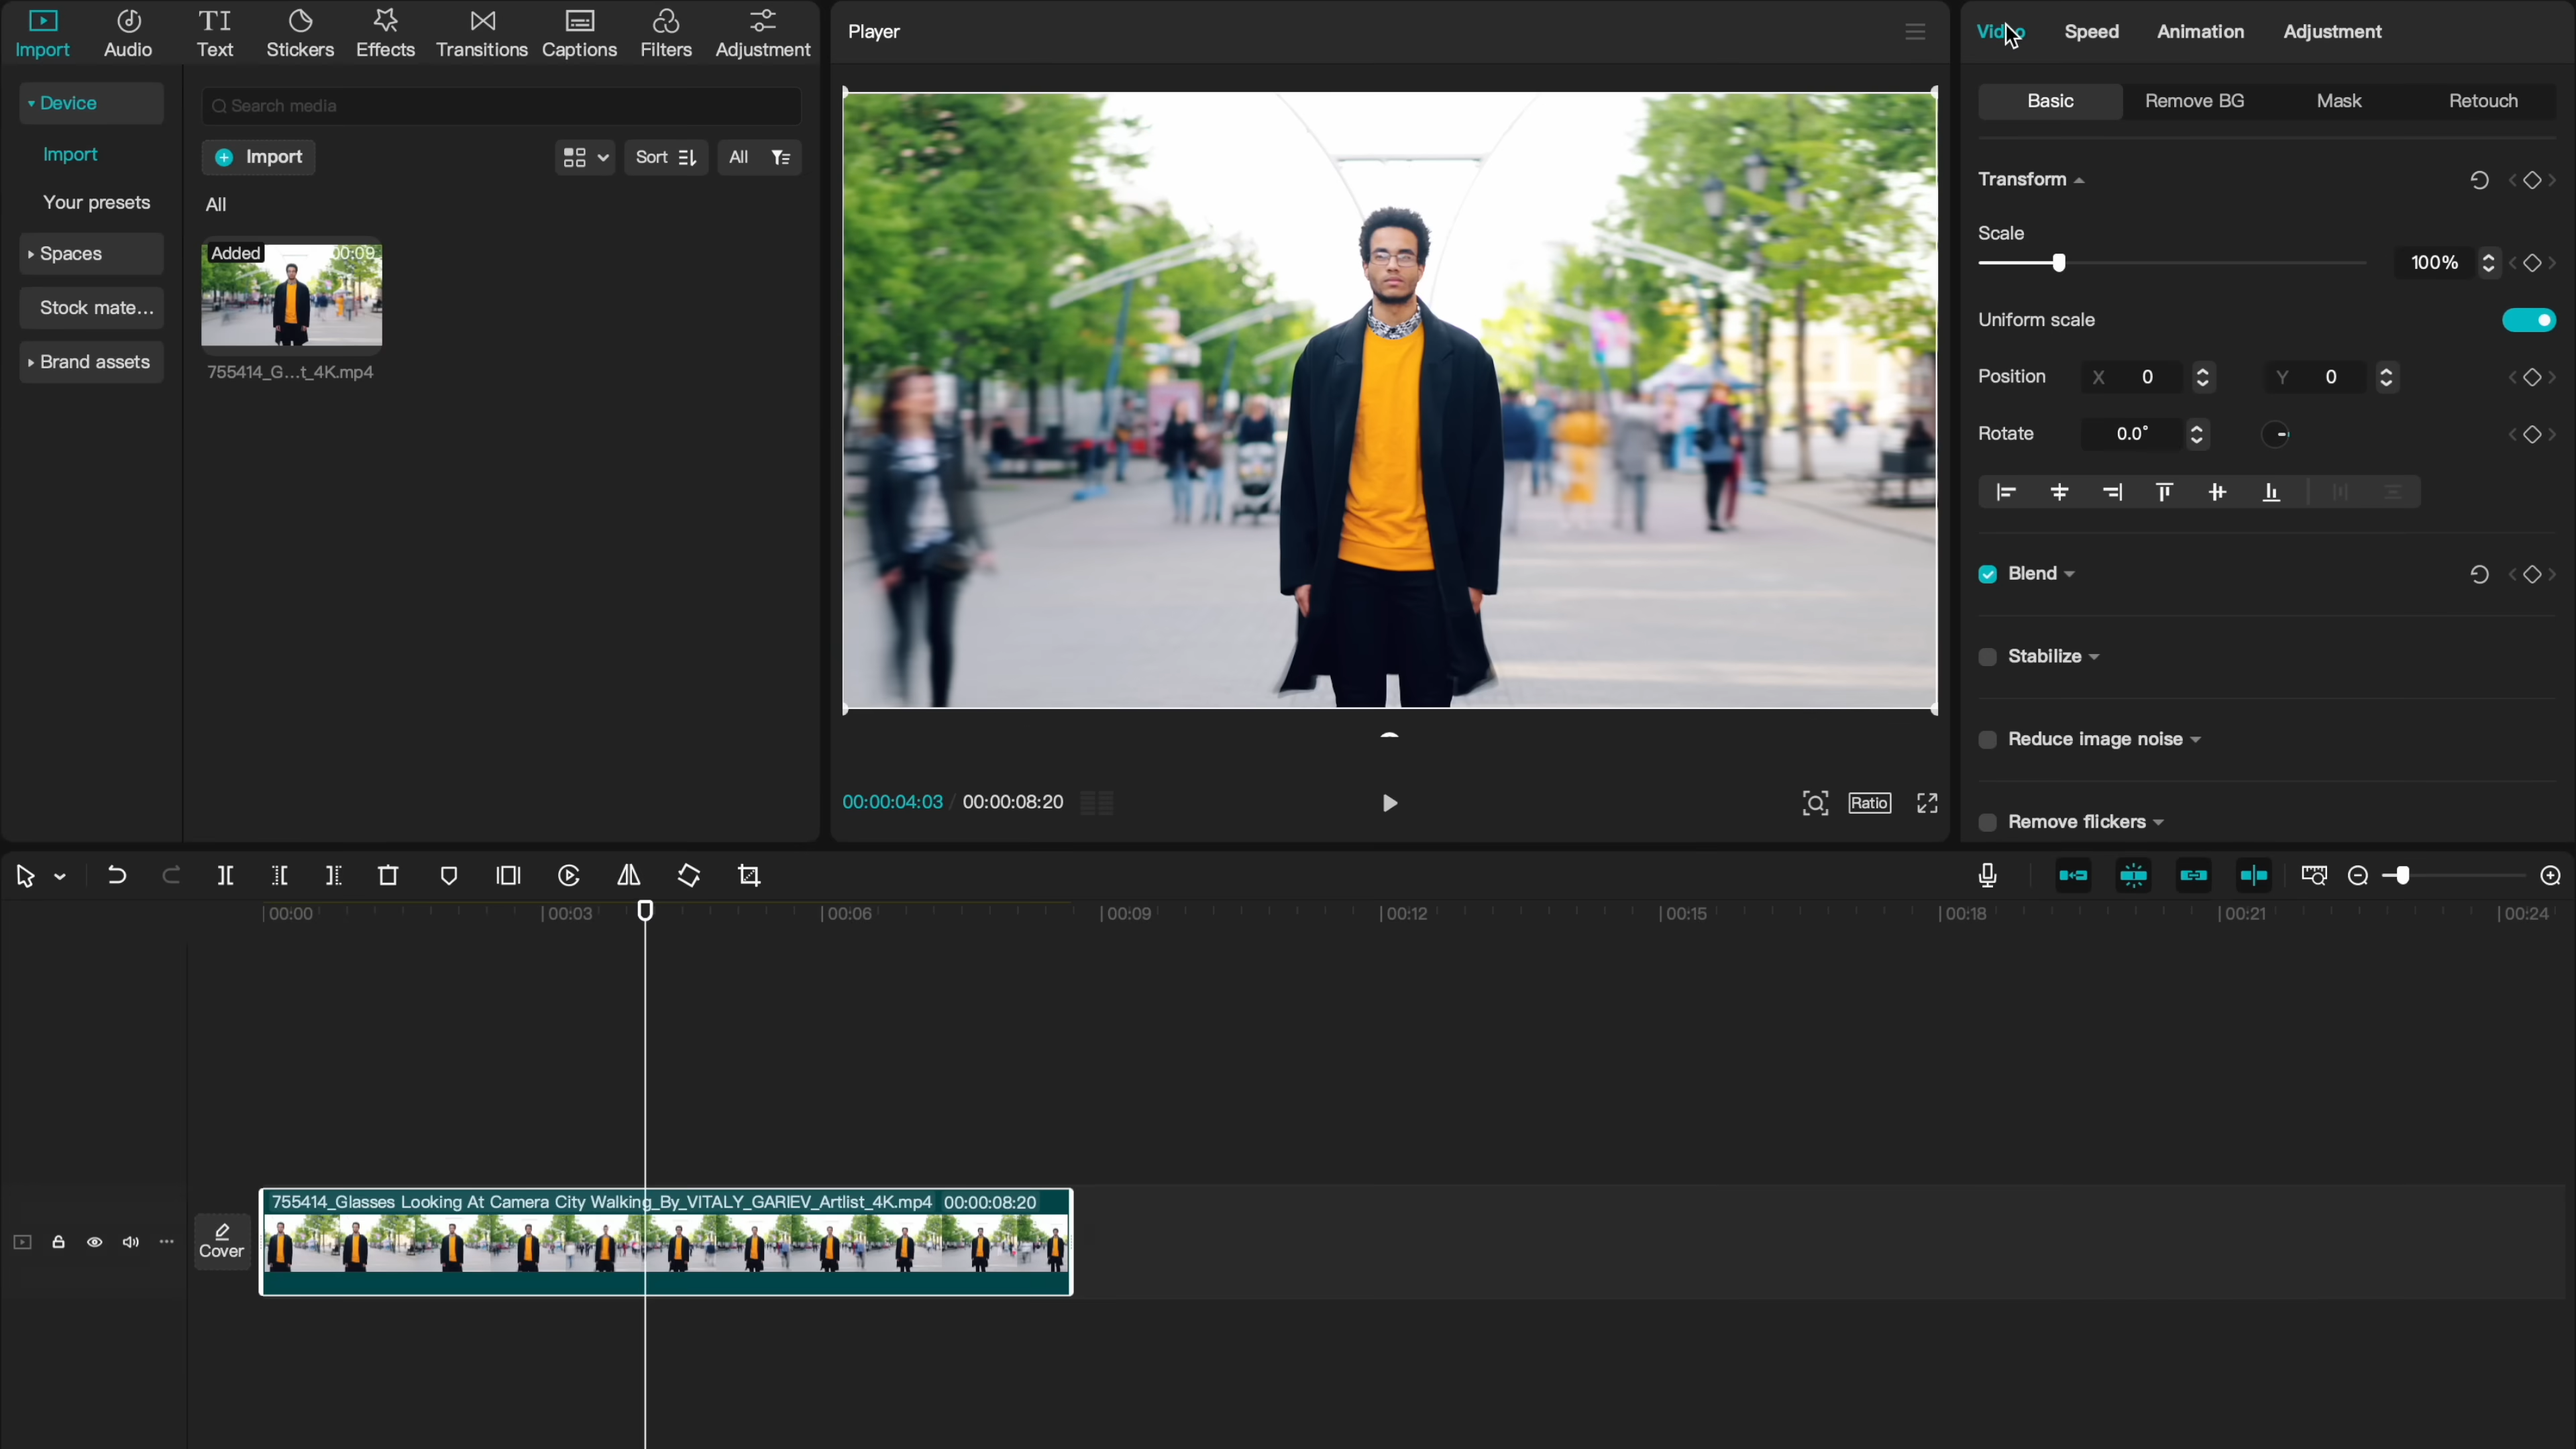 Import
Audio
Text
Stickers
Effects
Transitions
Captions
Filters
Adjustment
Device
Import
Your presets
Spaces
Stock mate...
Brand assets
Search media
Import
Sort
All
All
Added
00:09
755414_G...t_4K.mp4
Player
00:00:04:03 / 00:00:08:20
Ratio
Video
Speed
Animation
Adjustment
Basic
Remove BG
Mask
Retouch
Transform
Scale
100%
Uniform scale
Position X 0 Y 0
Rotate 0.0°
Blend
Stabilize
Reduce image noise
Remove flickers
00:00
00:03
00:06
00:09
00:12
00:15
00:18
00:21
00:24
Cover
755414_Glasses Looking At Camera City Walking_By_VITALY_GARIEV_Artlist_4K.mp4 00:00:08:20